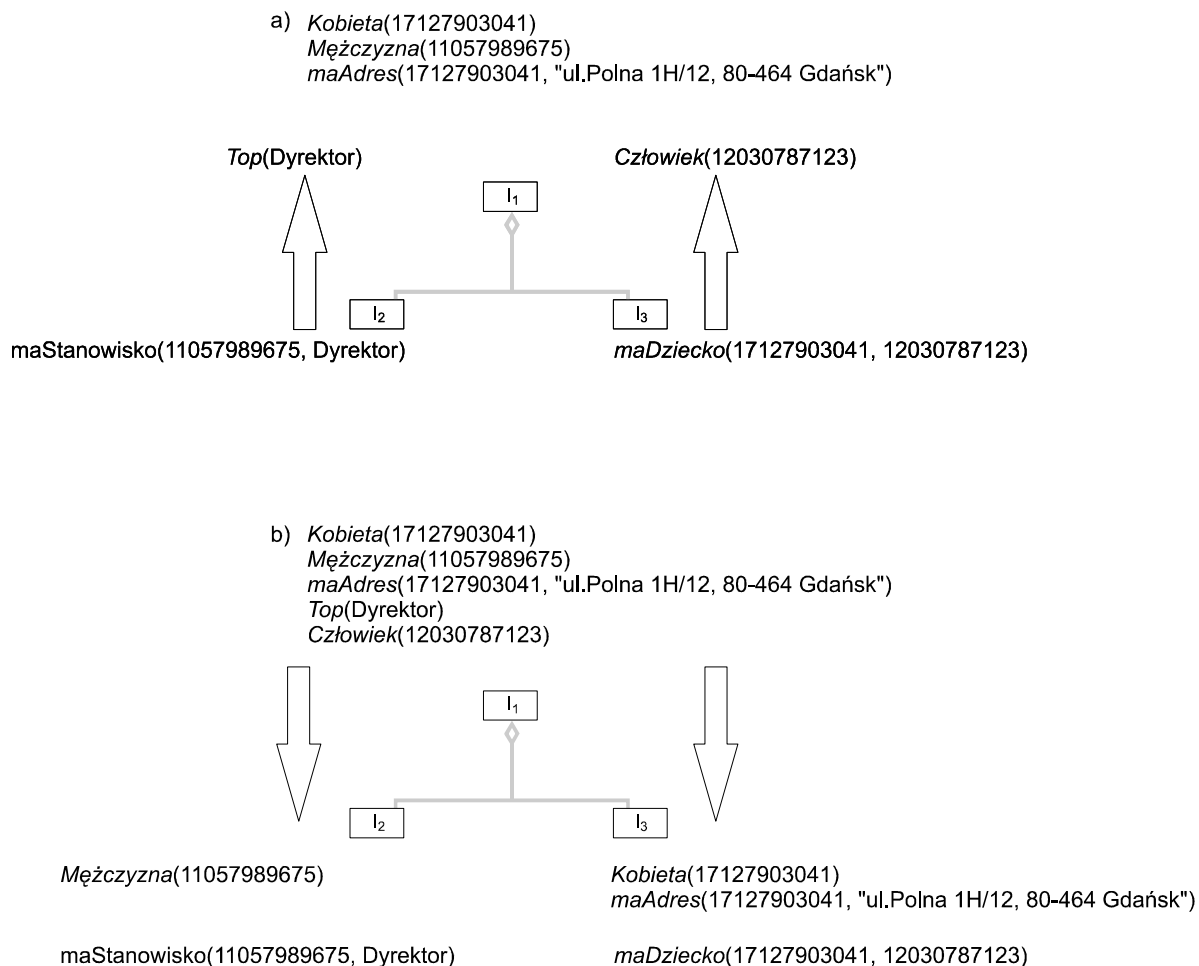 a) Kobieta(17127903041)
Mężczyzna(11057989675)
maAdres(17127903041, "ul.Polna 1H/12, 80-464 Gdańsk")
Top(Dyrektor)
Człowiek(12030787123)
I₁
I₂
I₃
maStanowisko(11057989675, Dyrektor)
maDziecko(17127903041, 12030787123)
b) Kobieta(17127903041)
Mężczyzna(11057989675)
maAdres(17127903041, "ul.Polna 1H/12, 80-464 Gdańsk")
Top(Dyrektor)
Człowiek(12030787123)
I₁
I₂
I₃
Mężczyzna(11057989675)
Kobieta(17127903041)
maAdres(17127903041, "ul.Polna 1H/12, 80-464 Gdańsk")
maStanowisko(11057989675, Dyrektor)
maDziecko(17127903041, 12030787123)